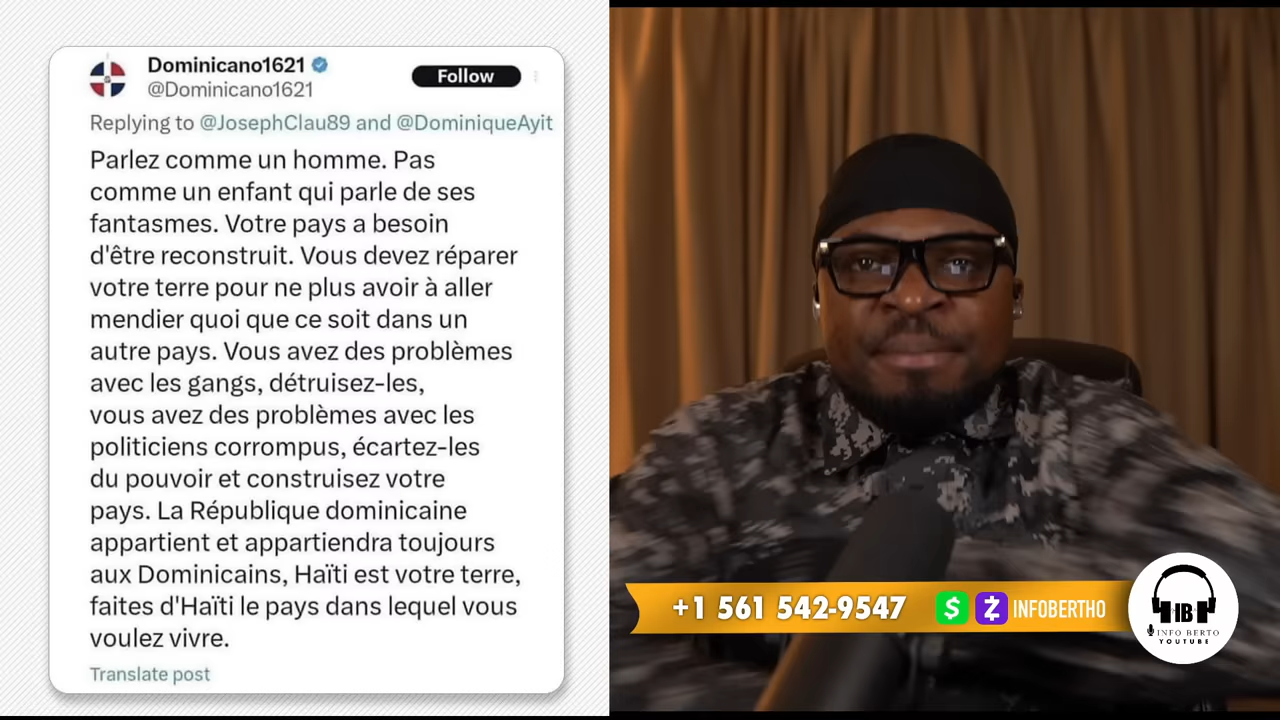 Dominicano1621
Follow
@Dominicano1621
Replying to @JosephClau89 and @DominiqueAyit
Parlez comme un homme. Pas
comme un enfant qui parle de ses
fantasmes. Votre pays a besoin
d'être reconstruit. Vous devez réparer
votre terre pour ne plus avoir à aller
mendier quoi que ce soit dans un
autre pays. Vous avez des problèmes
avec les gangs, détruisez-les,
vous avez des problèmes avec les
politiciens corrompus, écartez-les
du pouvoir et construisez votre
pays. La République dominicaine
appartient et appartiendra toujours
aux Dominicains, Haïti est votre terre,
faites d'Haïti le pays dans lequel vous
voulez vivre.
Translate post
+1 561 542-9547
INFOBERTHO
IB
INFO BERTO
YOUTUBE